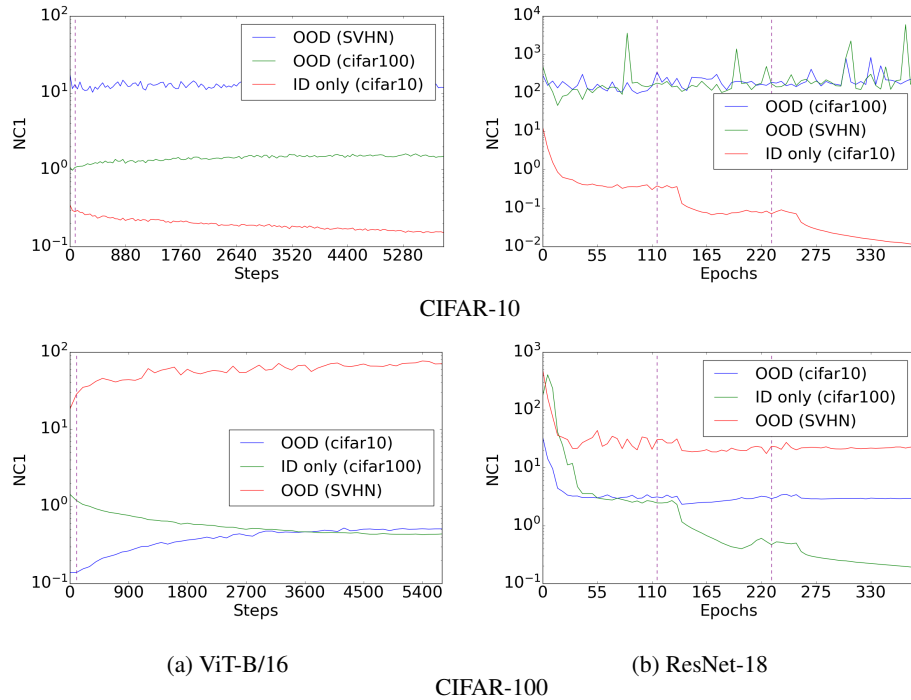 10^2
10^1
10^0
10^-1
NC1
OOD (SVHN)
OOD (cifar100)
ID only (cifar10)
880 1760 2640 3520 4400 5280
Steps
10^4
10^3
10^2
10^1
10^0
10^-1
10^-2
NC1
OOD (cifar100)
OOD (SVHN)
ID only (cifar10)
0 55 110 165 220 275 330
Epochs
CIFAR-10
10^2
10^1
10^0
10^-1
NC1
OOD (cifar10)
ID only (cifar100)
OOD (SVHN)
900 1800 2700 3600 4500 5400
Steps
10^3
10^2
10^1
10^0
10^-1
NC1
OOD (cifar10)
ID only (cifar100)
OOD (SVHN)
0 55 110 165 220 275 330
Epochs
(a) ViT-B/16
(b) ResNet-18
CIFAR-100